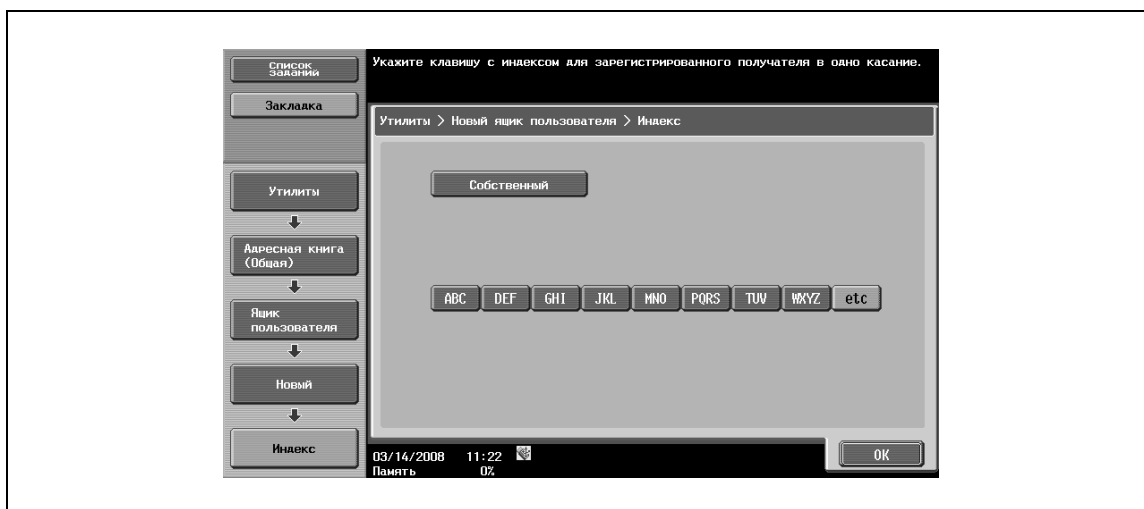 Список
заданий
Закладка
Утилиты
Адресная книга
(Общая)
Ящик
пользователя
Новый
Индекс
Укажите клавишу с индексом для зарегистрированного получателя в одно касание.
Утилиты > Новый ящик пользователя > Индекс
Собственный
ABC DEF GHI JKL MNO PQRS TUV WXYZ etc
03/14/2008 11:22
Память 0%
OK